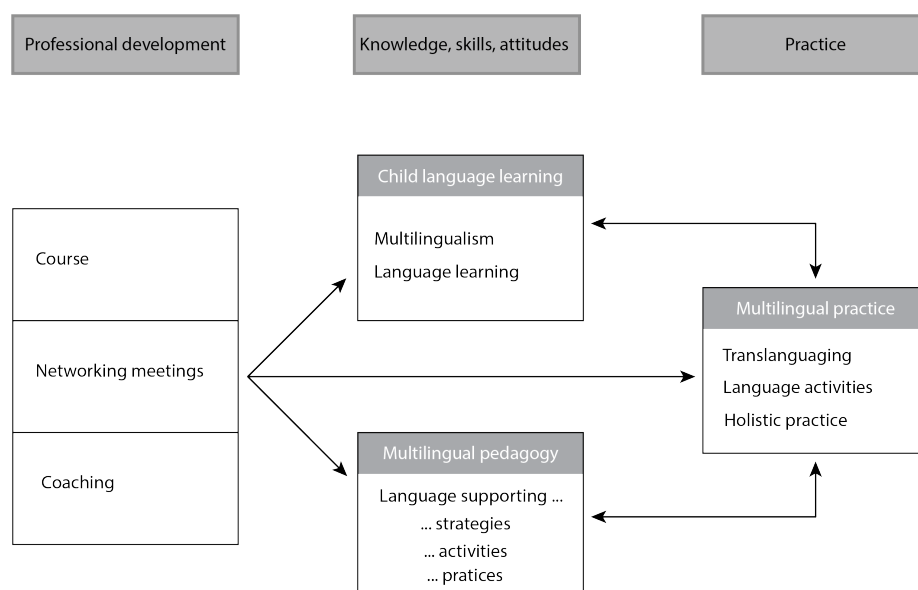 Professional development
Knowledge, skills, attitudes
Practice
Child language learning
Multilingualism
Language learning
Course
Networking meetings
Coaching
Multilingual practice
Translanguaging
Language activities
Holistic practice
Multilingual pedagogy
Language supporting ...
... strategies
... activities
... pratices